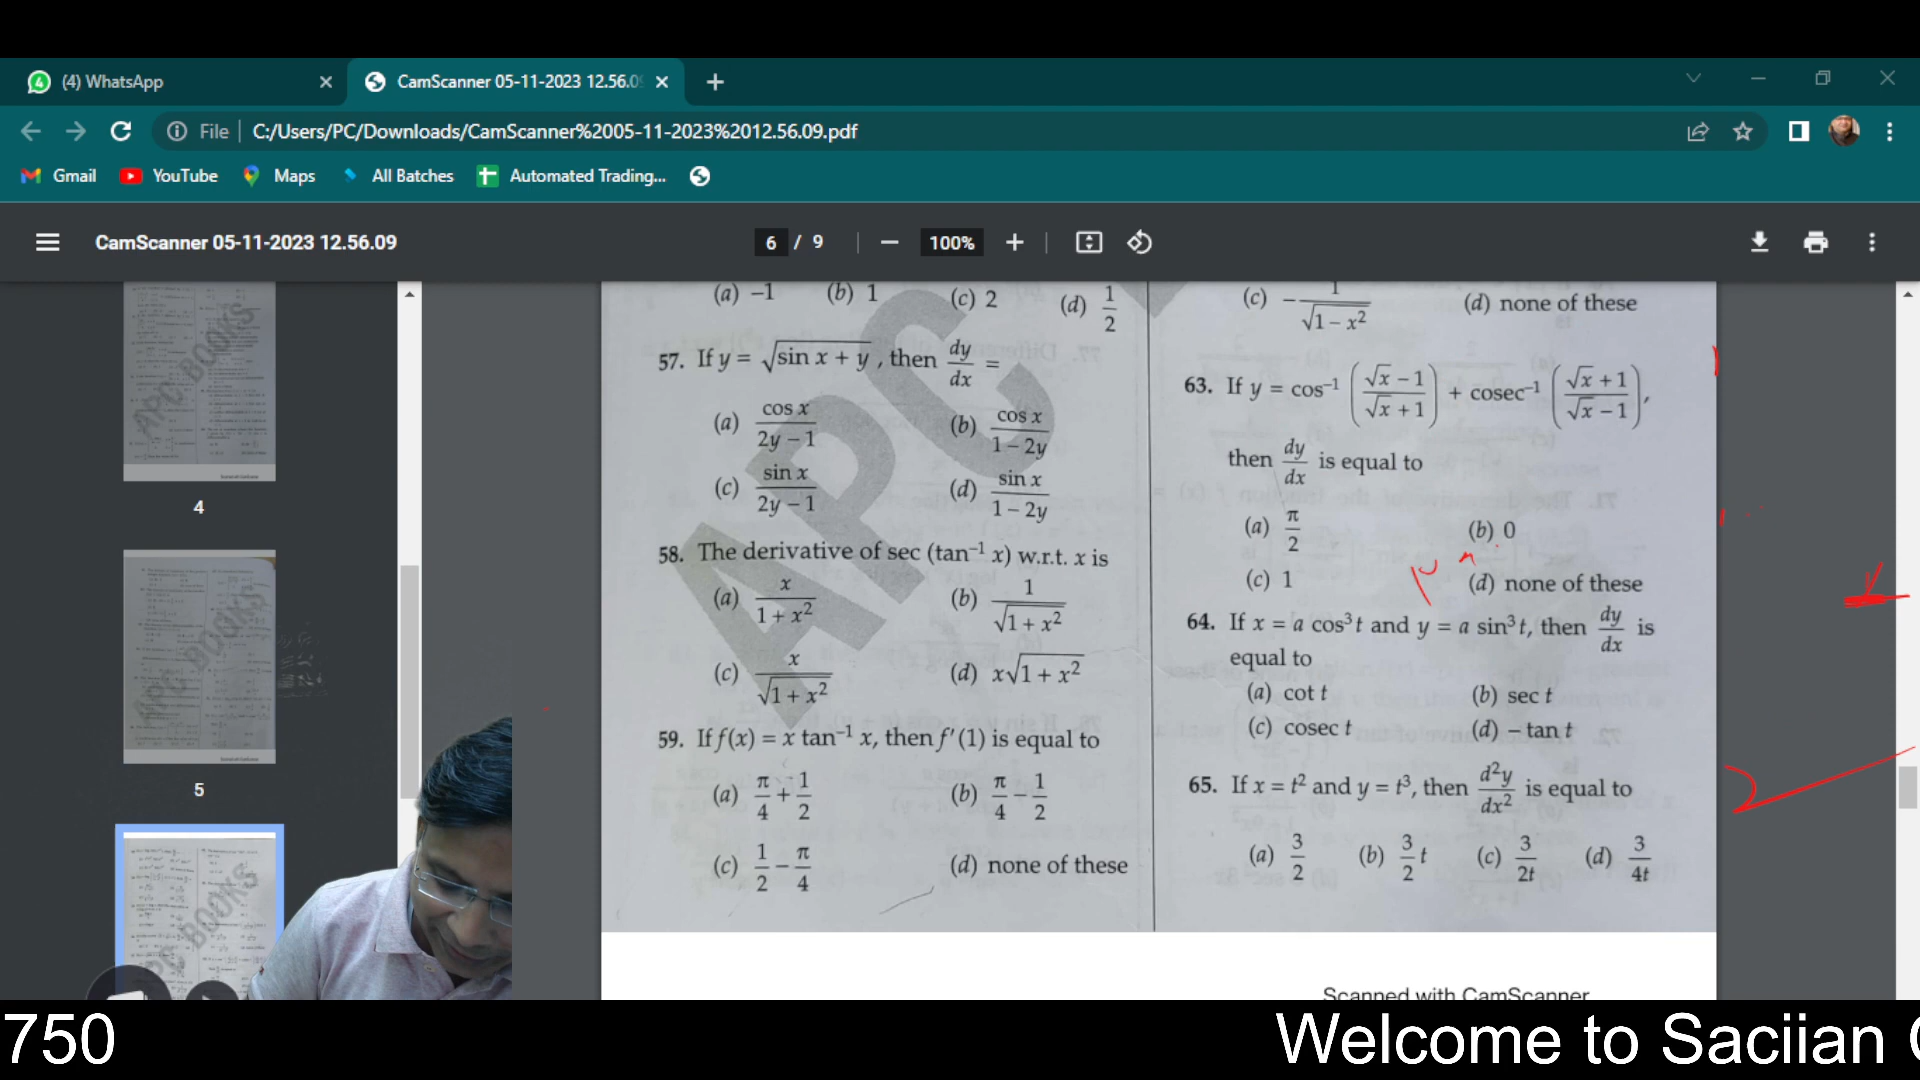 (4) WhatsApp
CamScanner 05-11-2023 12.56.0
File
C:/Users/PC/Downloads/CamScanner%2005-11-2023%2012.56.09.pdf
Gmail YouTube Maps All Batches Automated Trading...
CamScanner 05-11-2023 12.56.09
6 / 9
100%
4
5
APC BOOKS
(a) –1 (b) 1 (c) 2 (d) 1/2
57. If y = √(sin x + y), then dy/dx =
(a) cos x/(2y – 1) (b) cos x/(1 – 2y)
(c) sin x/(2y – 1) (d) sin x/(1 – 2y)
58. The derivative of sec (tan⁻¹ x) w.r.t. x is
(a) x/(1 + x²) (b) 1/√(1 + x²)
(c) x/√(1 + x²) (d) x√(1 + x²)
59. If f(x) = x tan⁻¹ x, then f′(1) is equal to
(a) π/4 + 1/2 (b) π/4 – 1/2
(c) 1/2 – π/4 (d) none of these
(c) –1/√(1 – x²) (d) none of these
63. If y = cos⁻¹ ((√x – 1)/(√x + 1)) + cosec⁻¹ ((√x + 1)/(√x – 1)),
then dy/dx is equal to
(a) π/2 (b) 0
(c) 1 (d) none of these
64. If x = a cos³ t and y = a sin³ t, then dy/dx is
equal to
(a) cot t (b) sec t
(c) cosec t (d) – tan t
65. If x = t² and y = t³, then d²y/dx² is equal to
(a) 3/2 (b) 3/2 t (c) 3/2t (d) 3/4t
Scanned with CamScanner
750
Welcome to Saciian